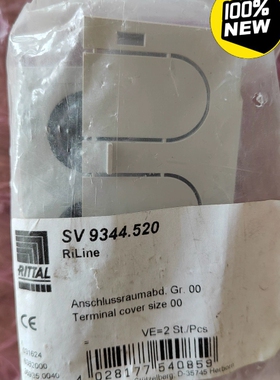 100%
NEW
SV 9344.520
RiLine
RITTAL
Anschlussraumabd. Gr. 00
Terminal cover size 00
VE=2 St./Pcs
4 028177 540859